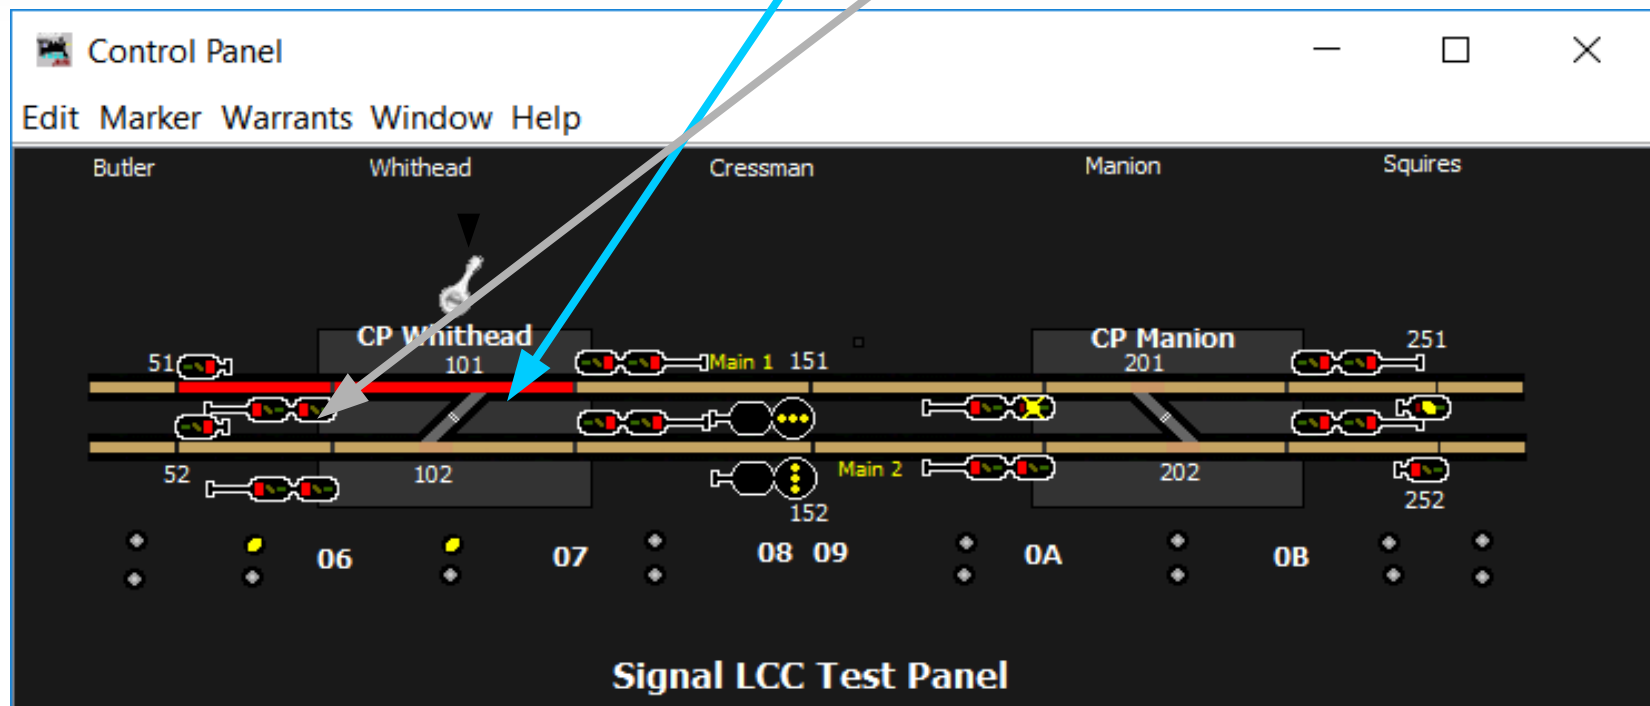 Control Panel
Edit Marker Warrants Window Help
Butler Whithead Cressman Manion Squires
CP Whithead CP Manion 251
51 101 Main 1 151 201
52 102 Main 2 202
152 252
06 07 08 09 0A 0B
Signal LCC Test Panel